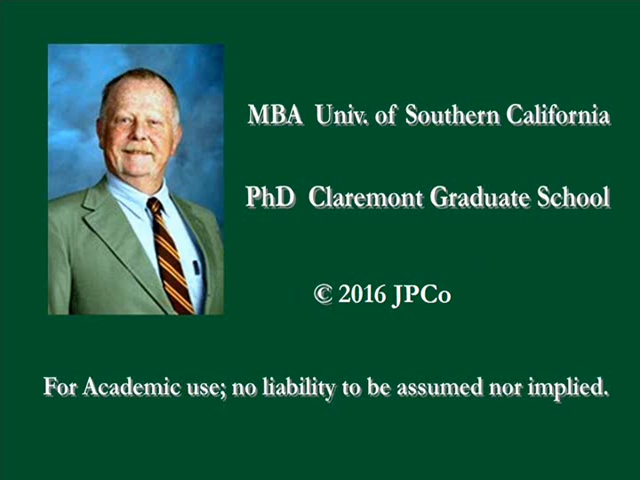 MBA Univ. of Southern California
PhD Claremont Graduate School
© 2016 JPCo
For Academic use; no liability to be assumed nor implied.